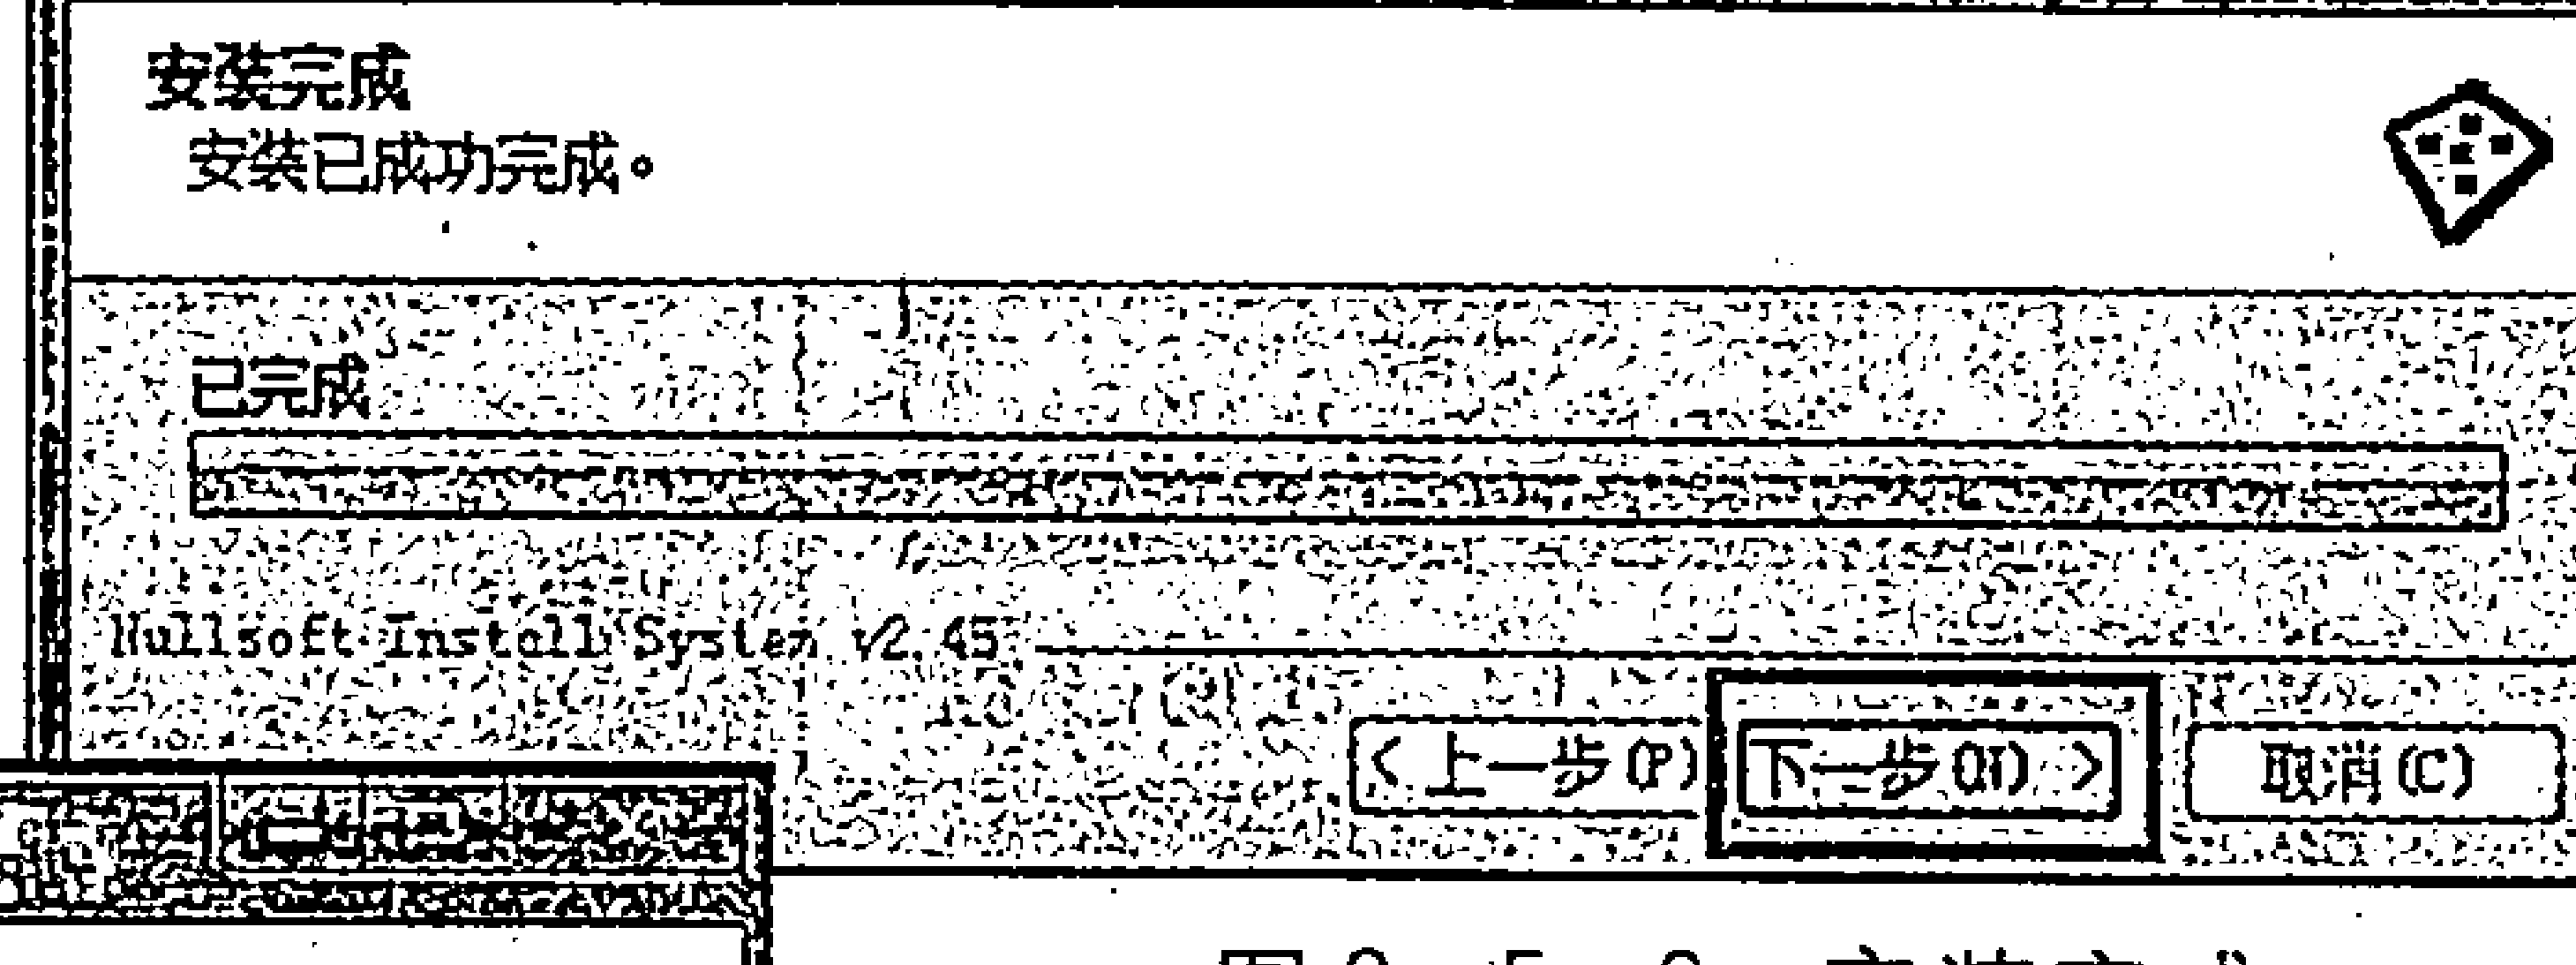 安装完成
安装已成功完成。
已完成
Nullsoft Install System v2.45
< 上一步(P) 下一步(N) > 取消(C)